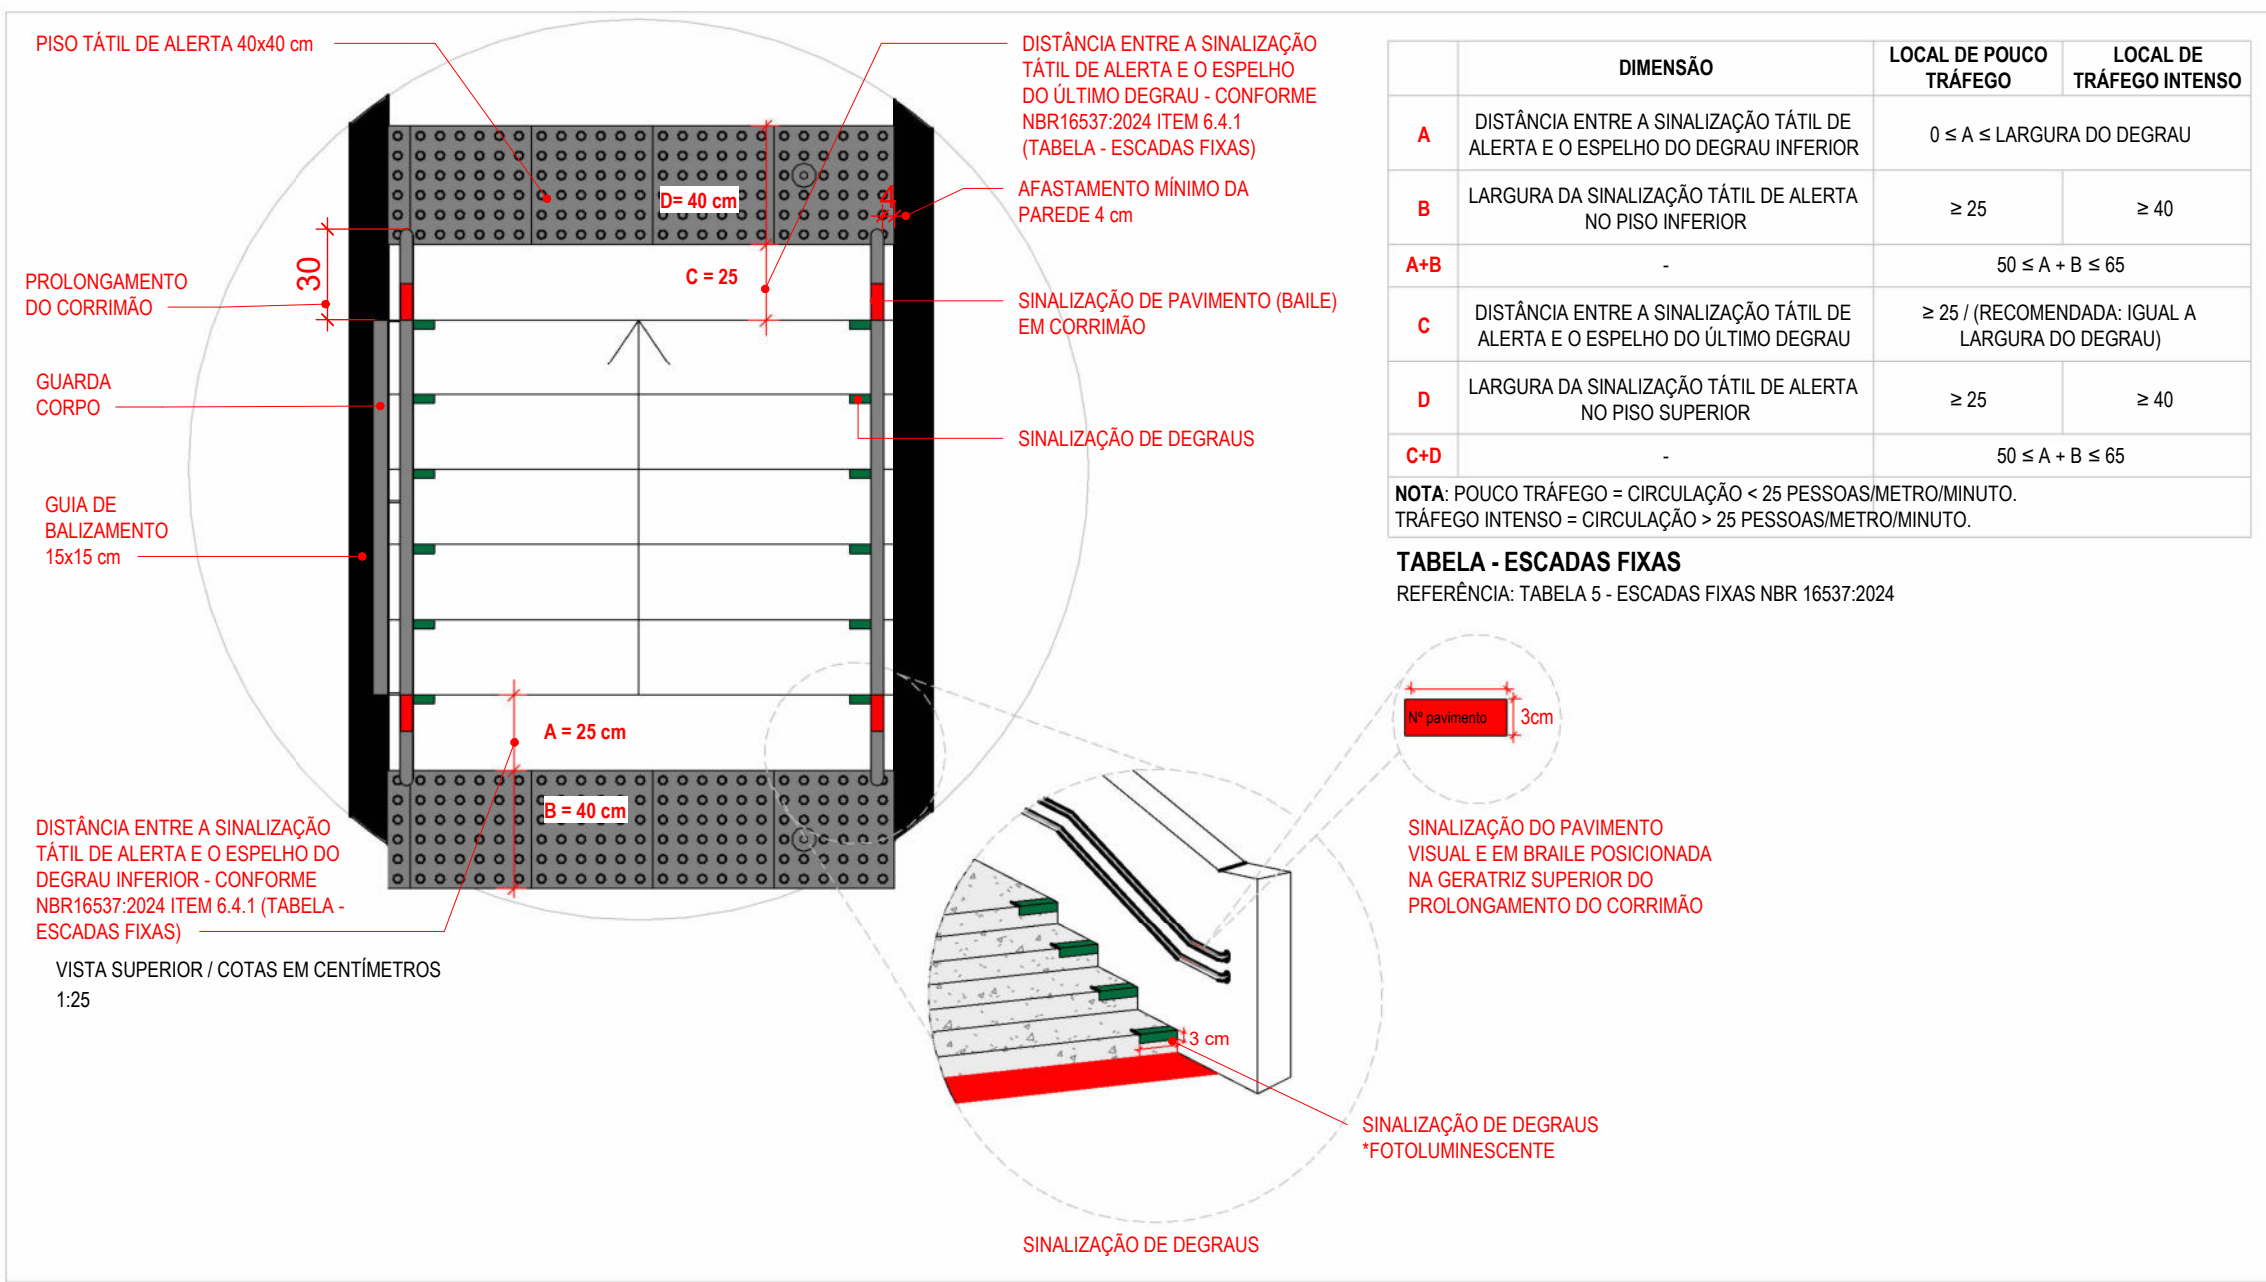 PISO TÁTIL DE ALERTA 40x40 cm
DISTÂNCIA ENTRE A SINALIZAÇÃO
TÁTIL DE ALERTA E O ESPELHO
DO ÚLTIMO DEGRAU - CONFORME
NBR16537:2024 ITEM 6.4.1
(TABELA - ESCADAS FIXAS)
AFASTAMENTO MÍNIMO DA
PAREDE 4 cm
4
D= 40 cm
30
C = 25
PROLONGAMENTO
DO CORRIMÃO
SINALIZAÇÃO DE PAVIMENTO (BAILE)
EM CORRIMÃO
GUARDA
CORPO
SINALIZAÇÃO DE DEGRAUS
GUIA DE
BALIZAMENTO
15x15 cm
A = 25 cm
B = 40 cm
DISTÂNCIA ENTRE A SINALIZAÇÃO
TÁTIL DE ALERTA E O ESPELHO DO
DEGRAU INFERIOR - CONFORME
NBR16537:2024 ITEM 6.4.1 (TABELA -
ESCADAS FIXAS)
VISTA SUPERIOR / COTAS EM CENTÍMETROS
1:25
DIMENSÃO
LOCAL DE POUCO
TRÁFEGO
LOCAL DE
TRÁFEGO INTENSO
A
DISTÂNCIA ENTRE A SINALIZAÇÃO TÁTIL DE
ALERTA E O ESPELHO DO DEGRAU INFERIOR
0 ≤ A ≤ LARGURA DO DEGRAU
B
LARGURA DA SINALIZAÇÃO TÁTIL DE ALERTA
NO PISO INFERIOR
≥ 25
≥ 40
A+B
-
50 ≤ A + B ≤ 65
C
DISTÂNCIA ENTRE A SINALIZAÇÃO TÁTIL DE
ALERTA E O ESPELHO DO ÚLTIMO DEGRAU
≥ 25 / (RECOMENDADA: IGUAL A
LARGURA DO DEGRAU)
D
LARGURA DA SINALIZAÇÃO TÁTIL DE ALERTA
NO PISO SUPERIOR
≥ 25
≥ 40
C+D
-
50 ≤ A + B ≤ 65
NOTA: POUCO TRÁFEGO = CIRCULAÇÃO < 25 PESSOAS/METRO/MINUTO.
TRÁFEGO INTENSO = CIRCULAÇÃO > 25 PESSOAS/METRO/MINUTO.
TABELA - ESCADAS FIXAS
REFERÊNCIA: TABELA 5 - ESCADAS FIXAS NBR 16537:2024
Nº pavimento
3cm
SINALIZAÇÃO DO PAVIMENTO
VISUAL E EM BRAILE POSICIONADA
NA GERATRIZ SUPERIOR DO
PROLONGAMENTO DO CORRIMÃO
3 cm
SINALIZAÇÃO DE DEGRAUS
*FOTOLUMINESCENTE
SINALIZAÇÃO DE DEGRAUS